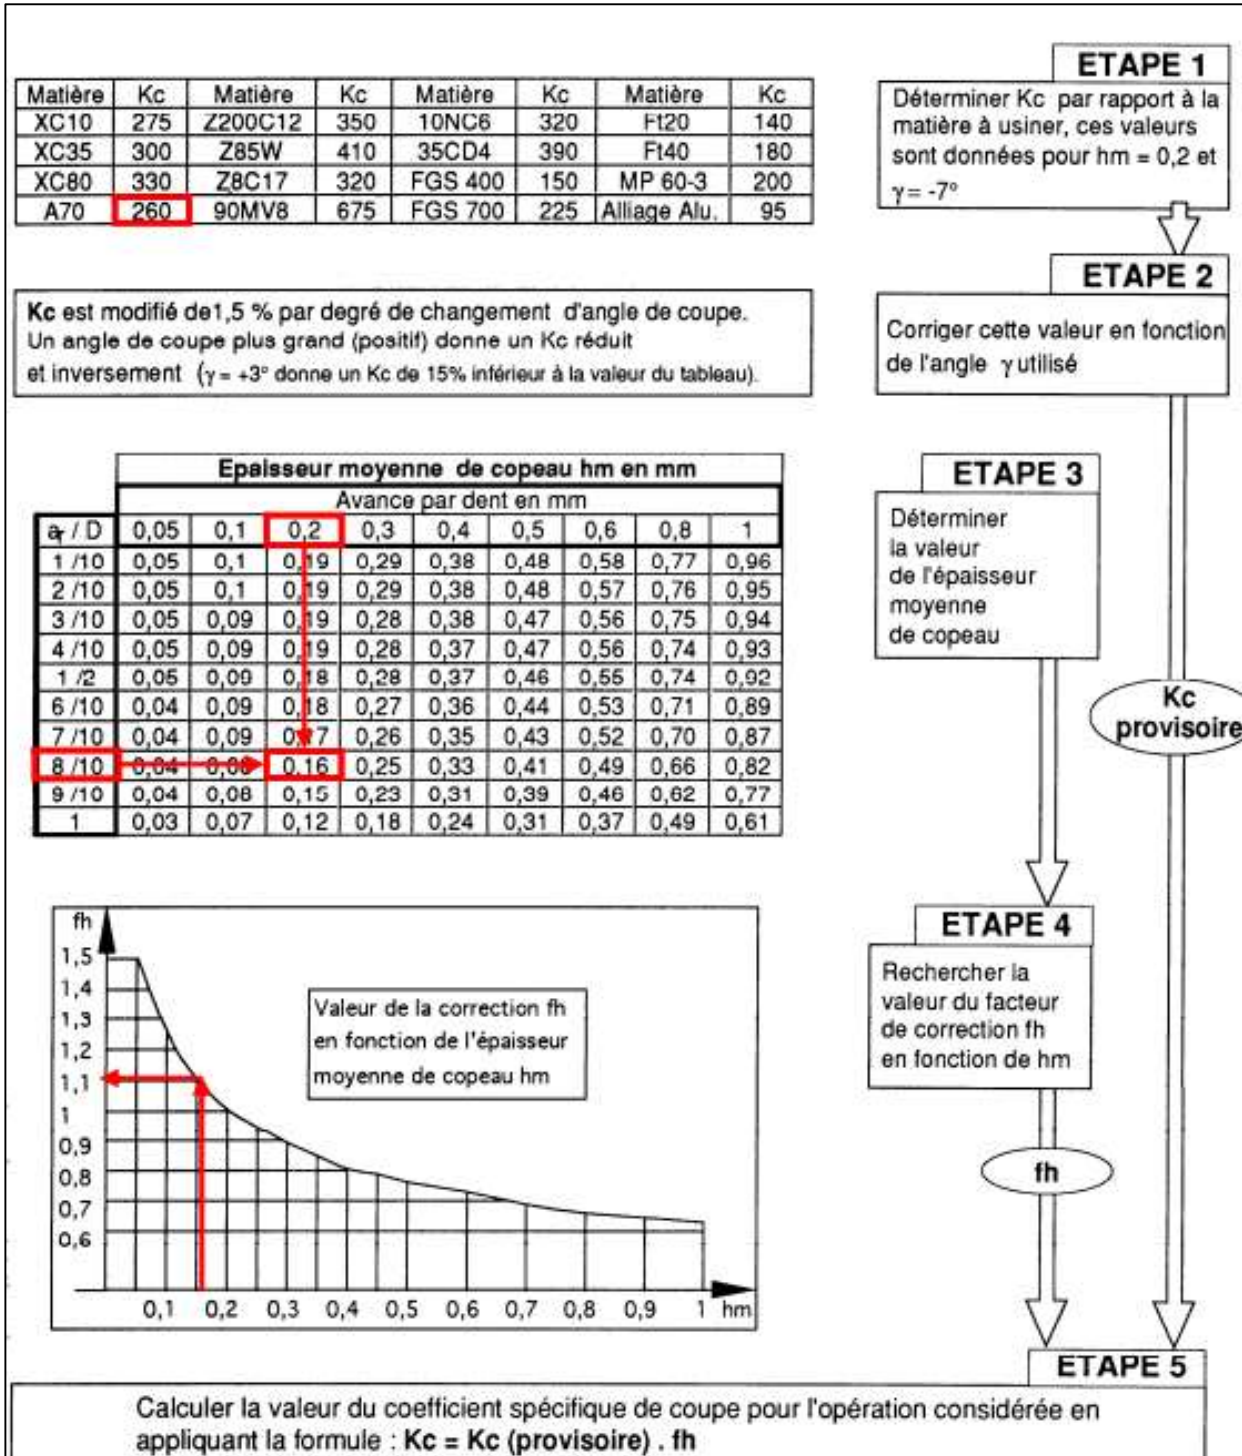 ETAPE 1
Déterminer Kc par rapport à la
matière à usiner, ces valeurs
sont données pour hm = 0,2 et
γ = -7°
Matière Kc Matière Kc Matière Kc Matière Kc
XC10 275 Z200C12 350 10NC6 320 Ft20 140
XC35 300 Z85W 410 35CD4 390 Ft40 180
XC80 330 Z8C17 320 FGS 400 150 MP 60-3 200
A70 260 90MV8 675 FGS 700 225 Alliage Alu. 95
ETAPE 2
Corriger cette valeur en fonction
de l'angle γ utilisé
Kc est modifié de1,5 % par degré de changement d'angle de coupe.
Un angle de coupe plus grand (positif) donne un Kc réduit
et inversement (γ = +3° donne un Kc de 15% inférieur à la valeur du tableau).
ETAPE 3
Déterminer
la valeur
de l'épaisseur
moyenne
de copeau
Kc
provisoire
Epaisseur moyenne de copeau hm en mm
Avance par dent en mm
ar / D 0,05 0,1 0,2 0,3 0,4 0,5 0,6 0,8 1
1 /10 0,05 0,1 0,19 0,29 0,38 0,48 0,58 0,77 0,96
2 /10 0,05 0,1 0,19 0,29 0,38 0,48 0,57 0,76 0,95
3 /10 0,05 0,09 0,19 0,28 0,38 0,47 0,56 0,75 0,94
4 /10 0,05 0,09 0,19 0,28 0,37 0,47 0,56 0,74 0,93
1 /2 0,05 0,09 0,18 0,28 0,37 0,46 0,55 0,74 0,92
6 /10 0,04 0,09 0,18 0,27 0,36 0,44 0,53 0,71 0,89
7 /10 0,04 0,09 0,17 0,26 0,35 0,43 0,52 0,70 0,87
8 /10 0,04 0,08 0,16 0,25 0,33 0,41 0,49 0,66 0,82
9 /10 0,04 0,08 0,15 0,23 0,31 0,39 0,46 0,62 0,77
1 0,03 0,07 0,12 0,18 0,24 0,31 0,37 0,49 0,61
ETAPE 4
Rechercher la
valeur du facteur
de correction fh
en fonction de hm
fh
fh
1,5
1,4
1,3
1,2
1,1
1
0,9
0,8
0,7
0,6
Valeur de la correction fh
en fonction de l'épaisseur
moyenne de copeau hm
0,1 0,2 0,3 0,4 0,5 0,6 0,7 0,8 0,9 1 hm
ETAPE 5
Calculer la valeur du coefficient spécifique de coupe pour l'opération considérée en
appliquant la formule : Kc = Kc (provisoire) . fh